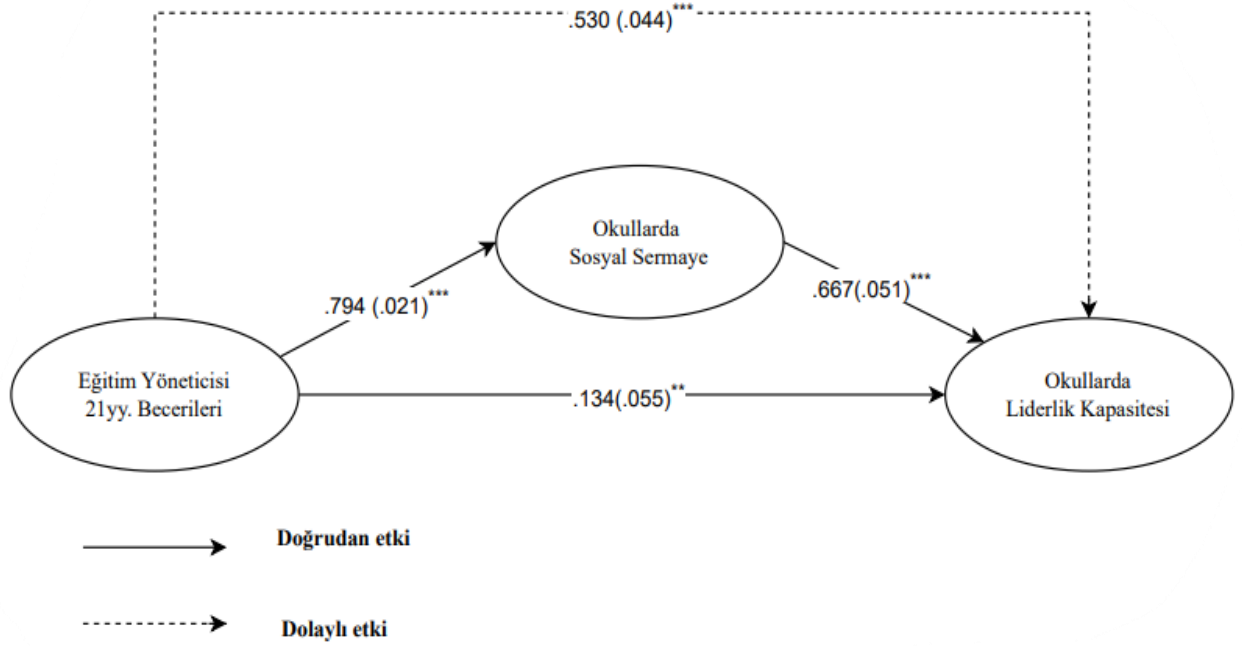 .530 (.044)***
Okullarda
Sosyal Sermaye
.794 (.021)***
.667(.051)***
Eğitim Yöneticisi
21yy. Becerileri
.134(.055)**
Okullarda
Liderlik Kapasitesi
Doğrudan etki
Dolaylı etki